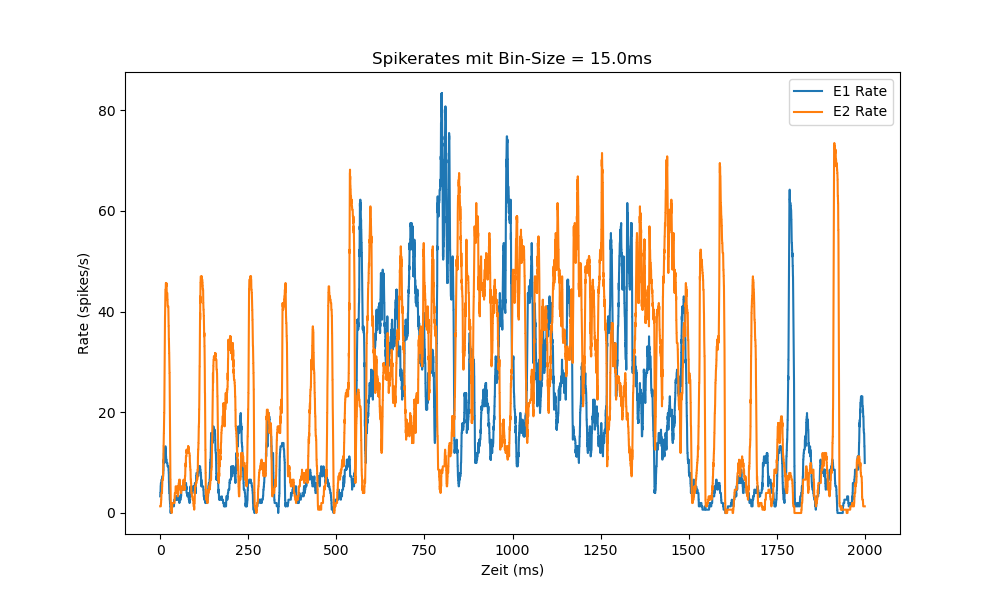 Spikerates mit Bin-Size = 15.0ms
E1 Rate
E2 Rate
Rate (spikes/s)
80
60
40
20
0
0 250 500 750 1000 1250 1500 1750 2000
Zeit (ms)